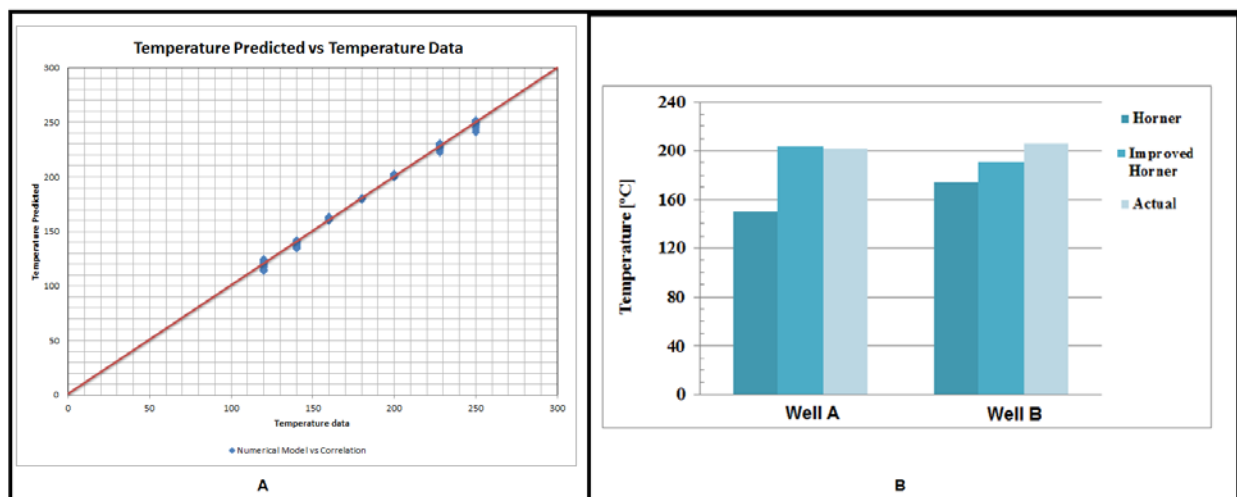 Temperature Predicted vs Temperature Data
Temperature Predicted
300
250
200
150
100
50
0
0 50 100 150 200 250 300
Temperature data
Numerical Model vs Correlation
A
Temperature [°C]
240
200
160
120
80
40
0
Well A Well B
Horner
Improved
Horner
Actual
B